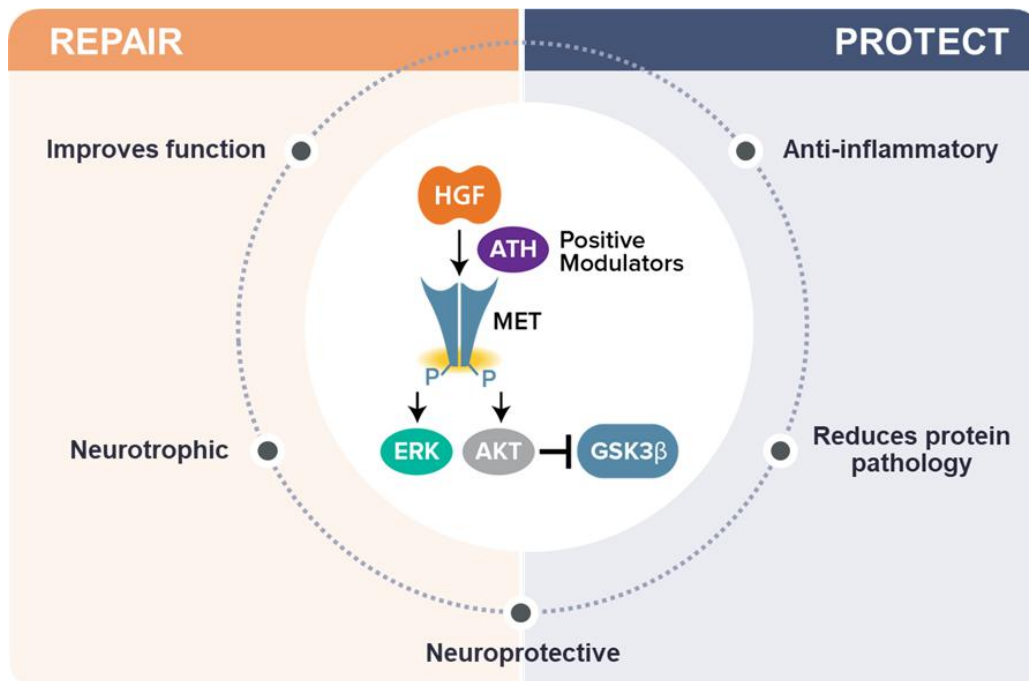 REPAIR
PROTECT
Improves function
Anti-inflammatory
HGF
ATH
Positive
Modulators
MET
P
P
ERK
AKT
GSK3β
Neurotrophic
Reduces protein
pathology
Neuroprotective